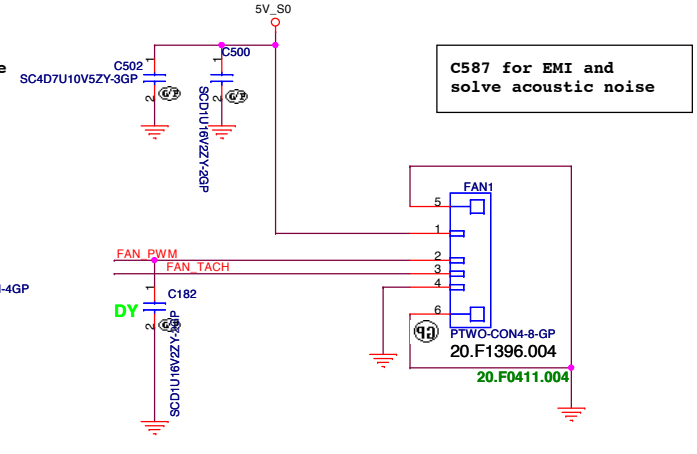 5V_S0
e
C502
SC4D7U10V5ZY-3GP
1
2
C500
1
2
SCD1U16V2ZY-2GP
C587 for EMI and
solve acoustic noise
FAN1
5
1
2
3
4
6
FAN_PWM
FAN_TACH
-4GP
DY
C182
1
2
SCD1U16V2ZY-2GP
GP
PTWO-CON4-8-GP
20.F1396.004
20.F0411.004